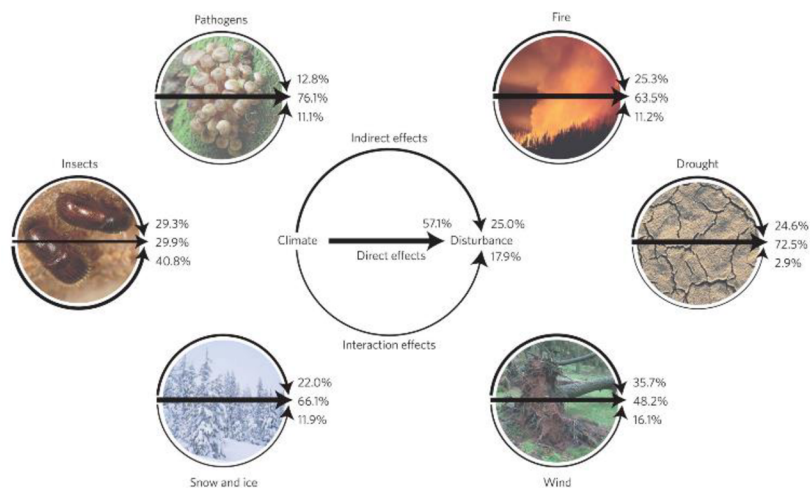 Pathogens
12.8%
76.1%
11.1%
Fire
25.3%
63.5%
11.2%
Insects
29.3%
29.9%
40.8%
Indirect effects
Climate
57.1%
Direct effects
25.0%
Disturbance
17.9%
Interaction effects
Drought
24.6%
72.5%
2.9%
22.0%
66.1%
11.9%
Snow and ice
35.7%
48.2%
16.1%
Wind